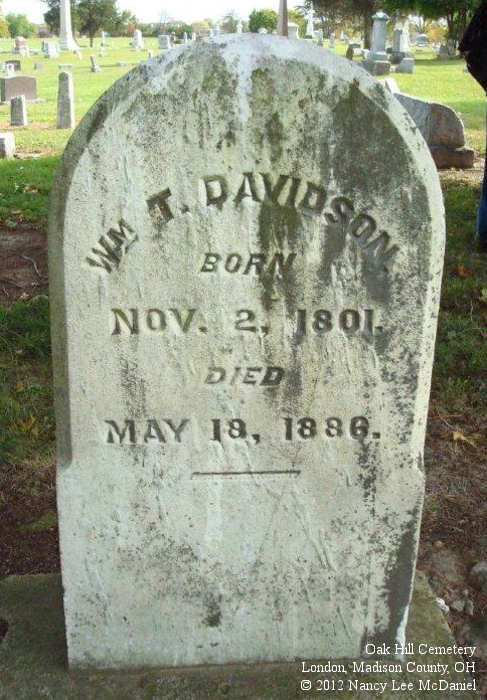 WM T. DAVIDSON.
BORN
NOV. 2, 1801.
DIED
MAY 18, 1886.
Oak Hill Cemetery
London, Madison County, OH
© 2012 Nancy Lee McDaniel